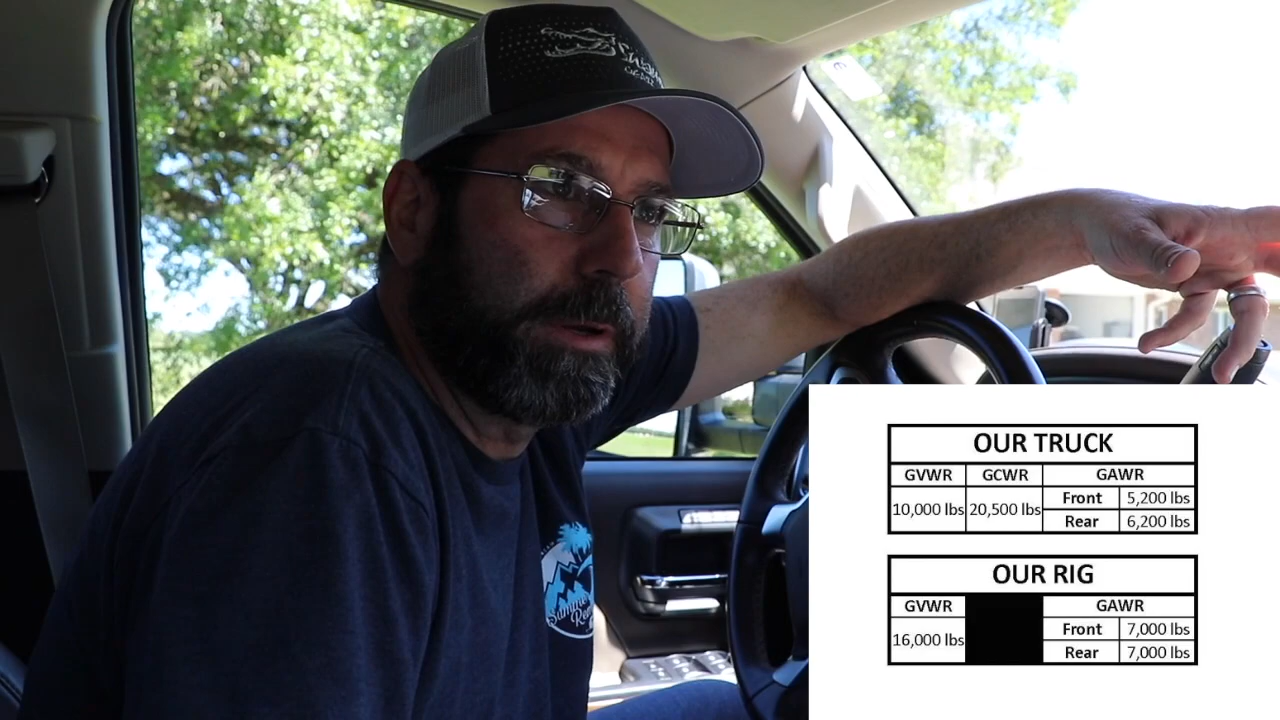 OUR TRUCK
GVWR GCWR GAWR
10,000 lbs 20,500 lbs Front 5,200 lbs
Rear 6,200 lbs
OUR RIG
GVWR GAWR
16,000 lbs Front 7,000 lbs
Rear 7,000 lbs